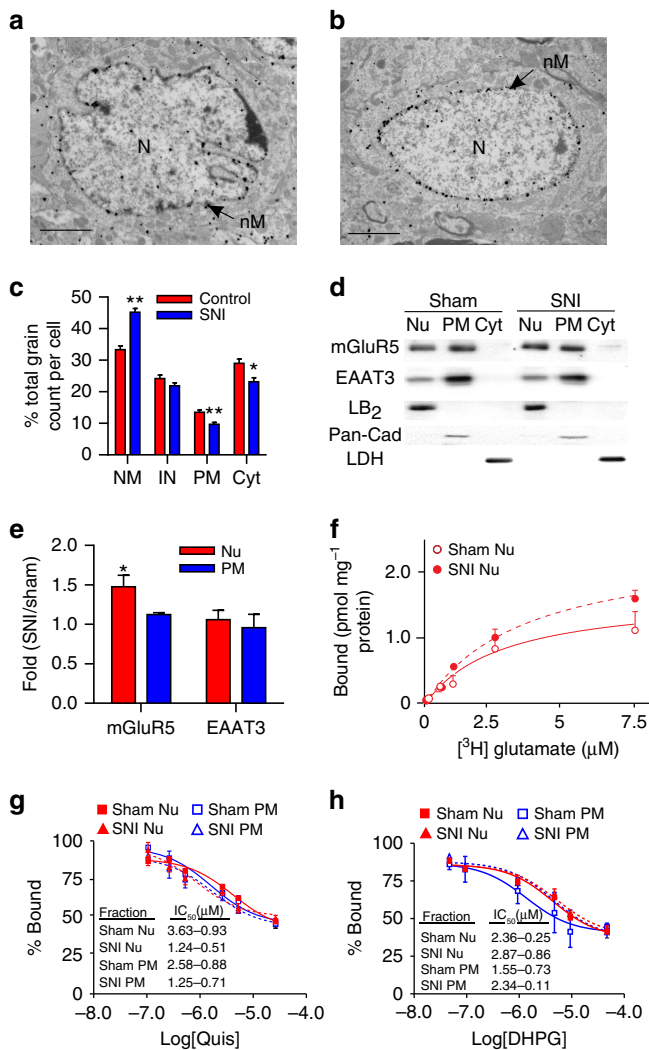 a
N
nM
b
nM
N
c
% total grain
count per cell
50
40
30
20
10
0
Control
SNI
**
**
*
NM IN PM Cyt
d
Sham SNI
Nu PM Cyt Nu PM Cyt
mGluR5
EAAT3
LB2
Pan-Cad
LDH
e
Fold (SNI/sham)
2.0
1.5
1.0
0.5
0.0
Nu
PM
*
mGluR5 EAAT3
f
Sham Nu
SNI Nu
Bound (pmol mg−1
protein)
2.0
1.0
0
0 2.5 5 7.5
[3H] glutamate (μM)
g
Sham Nu Sham PM
SNI Nu SNI PM
% Bound
100
75
50
25
0
Fraction IC50(μM)
Sham Nu 3.63–0.93
SNI Nu 1.24–0.51
Sham PM 2.58–0.88
SNI PM 1.25–0.71
–8.0 –7.0 –6.0 –5.0 –4.0
Log[Quis]
h
Sham Nu Sham PM
SNI Nu SNI PM
% Bound
100
75
50
25
0
Fraction IC50(μM)
Sham Nu 2.36–0.25
SNI Nu 2.87–0.86
Sham PM 1.55–0.73
SNI PM 2.34–0.11
–8.0 –7.0 –6.0 –5.0 –4.0
Log[DHPG]